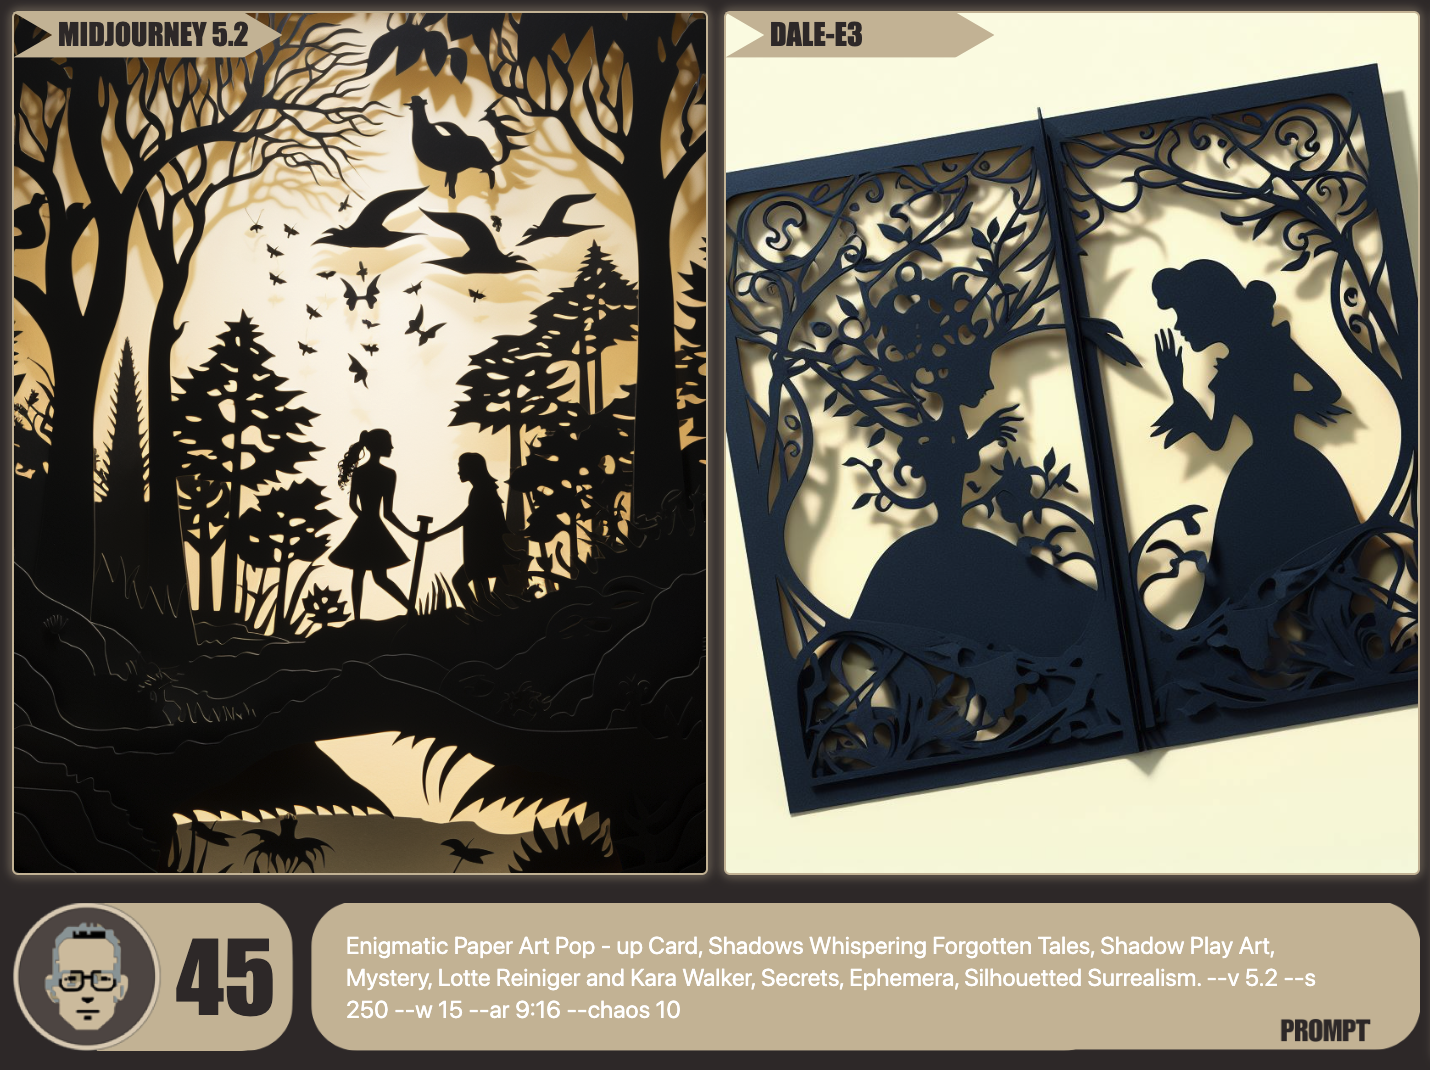 MIDJOURNEY 5.2
DALE-E3
45
Enigmatic Paper Art Pop - up Card, Shadows Whispering Forgotten Tales, Shadow Play Art,
Mystery, Lotte Reiniger and Kara Walker, Secrets, Ephemera, Silhouetted Surrealism. --v 5.2 --s
250 --w 15 --ar 9:16 --chaos 10
PROMPT